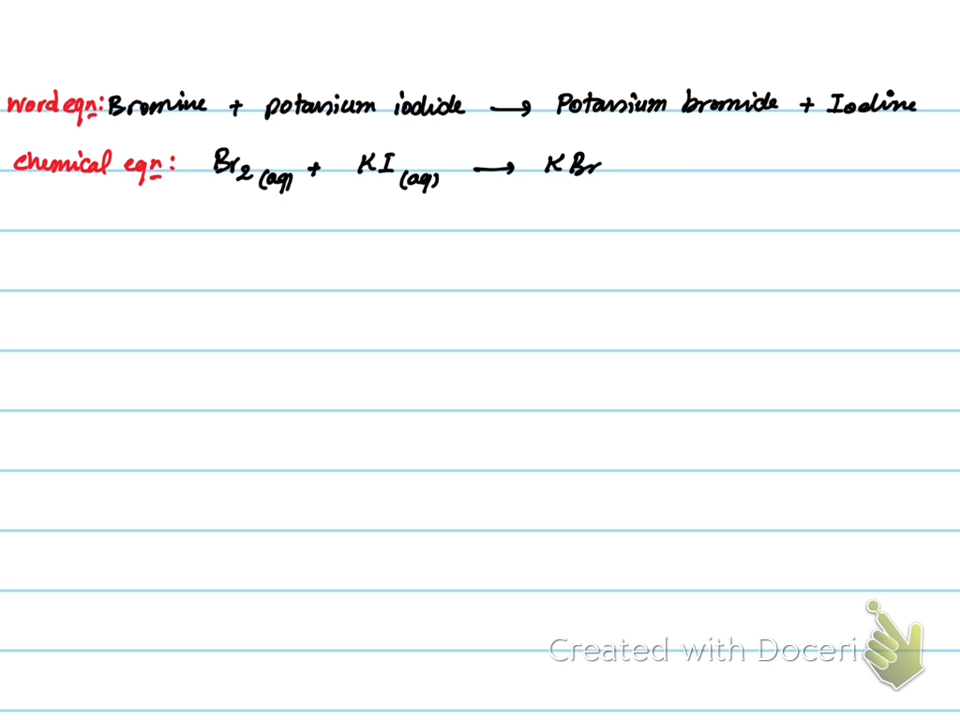 word eqn: Bromine + potassium iodide → Potassium bromide + Iodine
chemical eqn: Br2 (aq) + KI (aq) → KBr
Created with Doceri